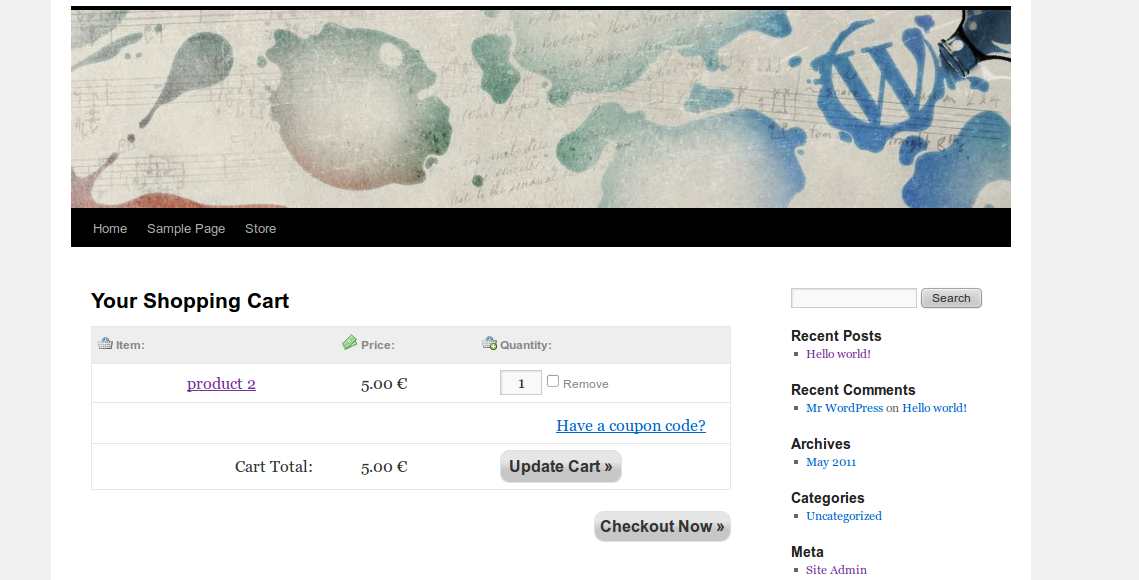 Home Sample Page Store
Your Shopping Cart
Item: Price: Quantity:
product 2 5.00 € 1 Remove
Have a coupon code?
Cart Total: 5.00 € Update Cart »
Checkout Now »
Search
Recent Posts
Hello world!
Recent Comments
Mr WordPress on Hello world!
Archives
May 2011
Categories
Uncategorized
Meta
Site Admin